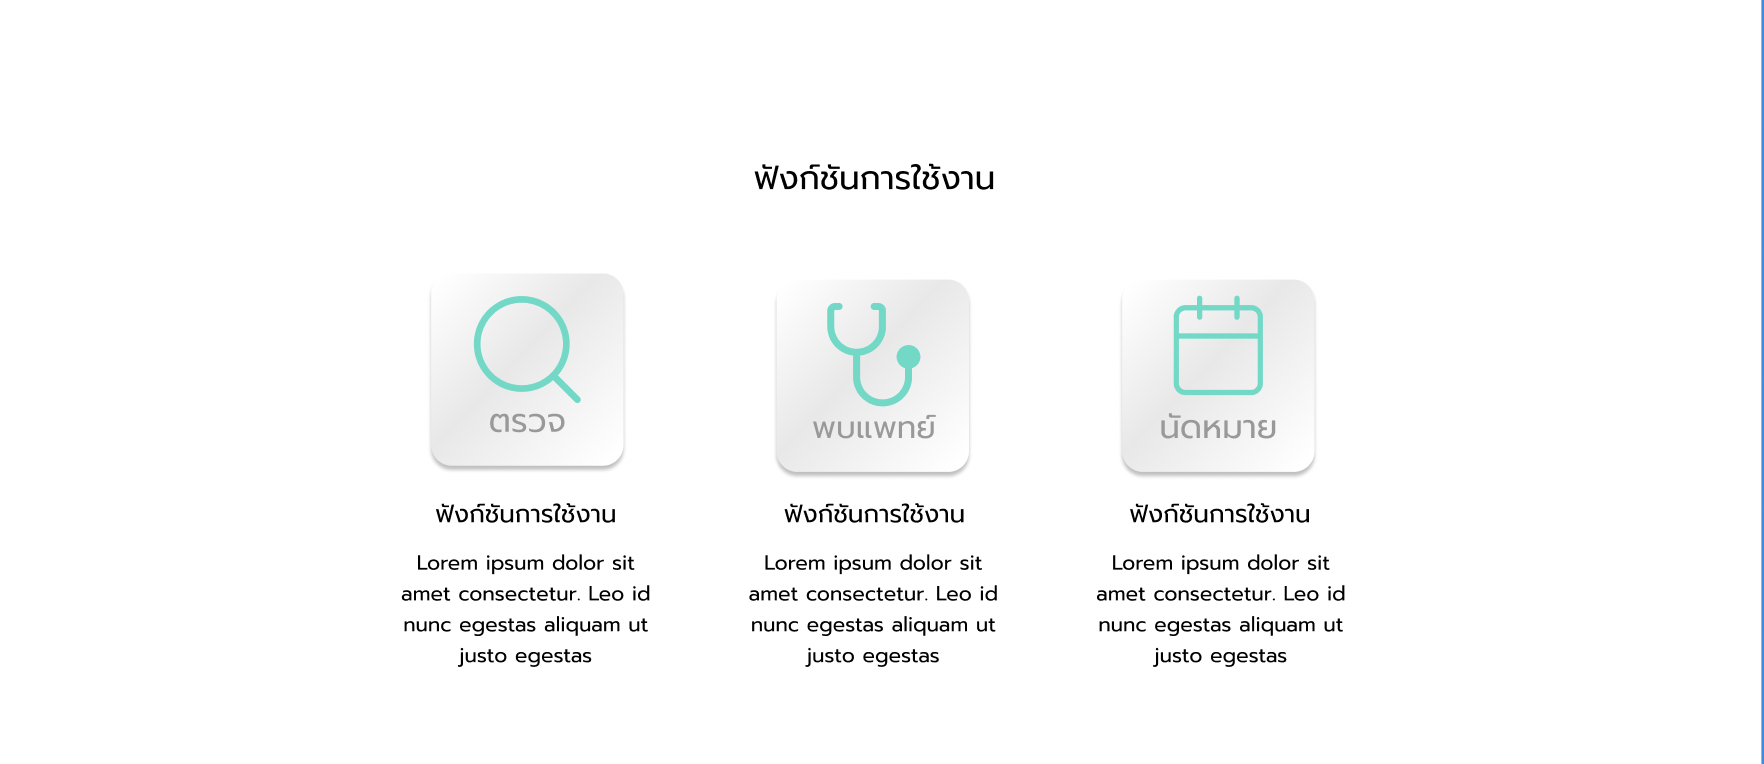 ฟังก์ชันการใช้งาน
ตรวจ
พบแพทย์
นัดหมาย
ฟังก์ชันการใช้งาน
Lorem ipsum dolor sit
amet consectetur. Leo id
nunc egestas aliquam ut
justo egestas
ฟังก์ชันการใช้งาน
Lorem ipsum dolor sit
amet consectetur. Leo id
nunc egestas aliquam ut
justo egestas
ฟังก์ชันการใช้งาน
Lorem ipsum dolor sit
amet consectetur. Leo id
nunc egestas aliquam ut
justo egestas